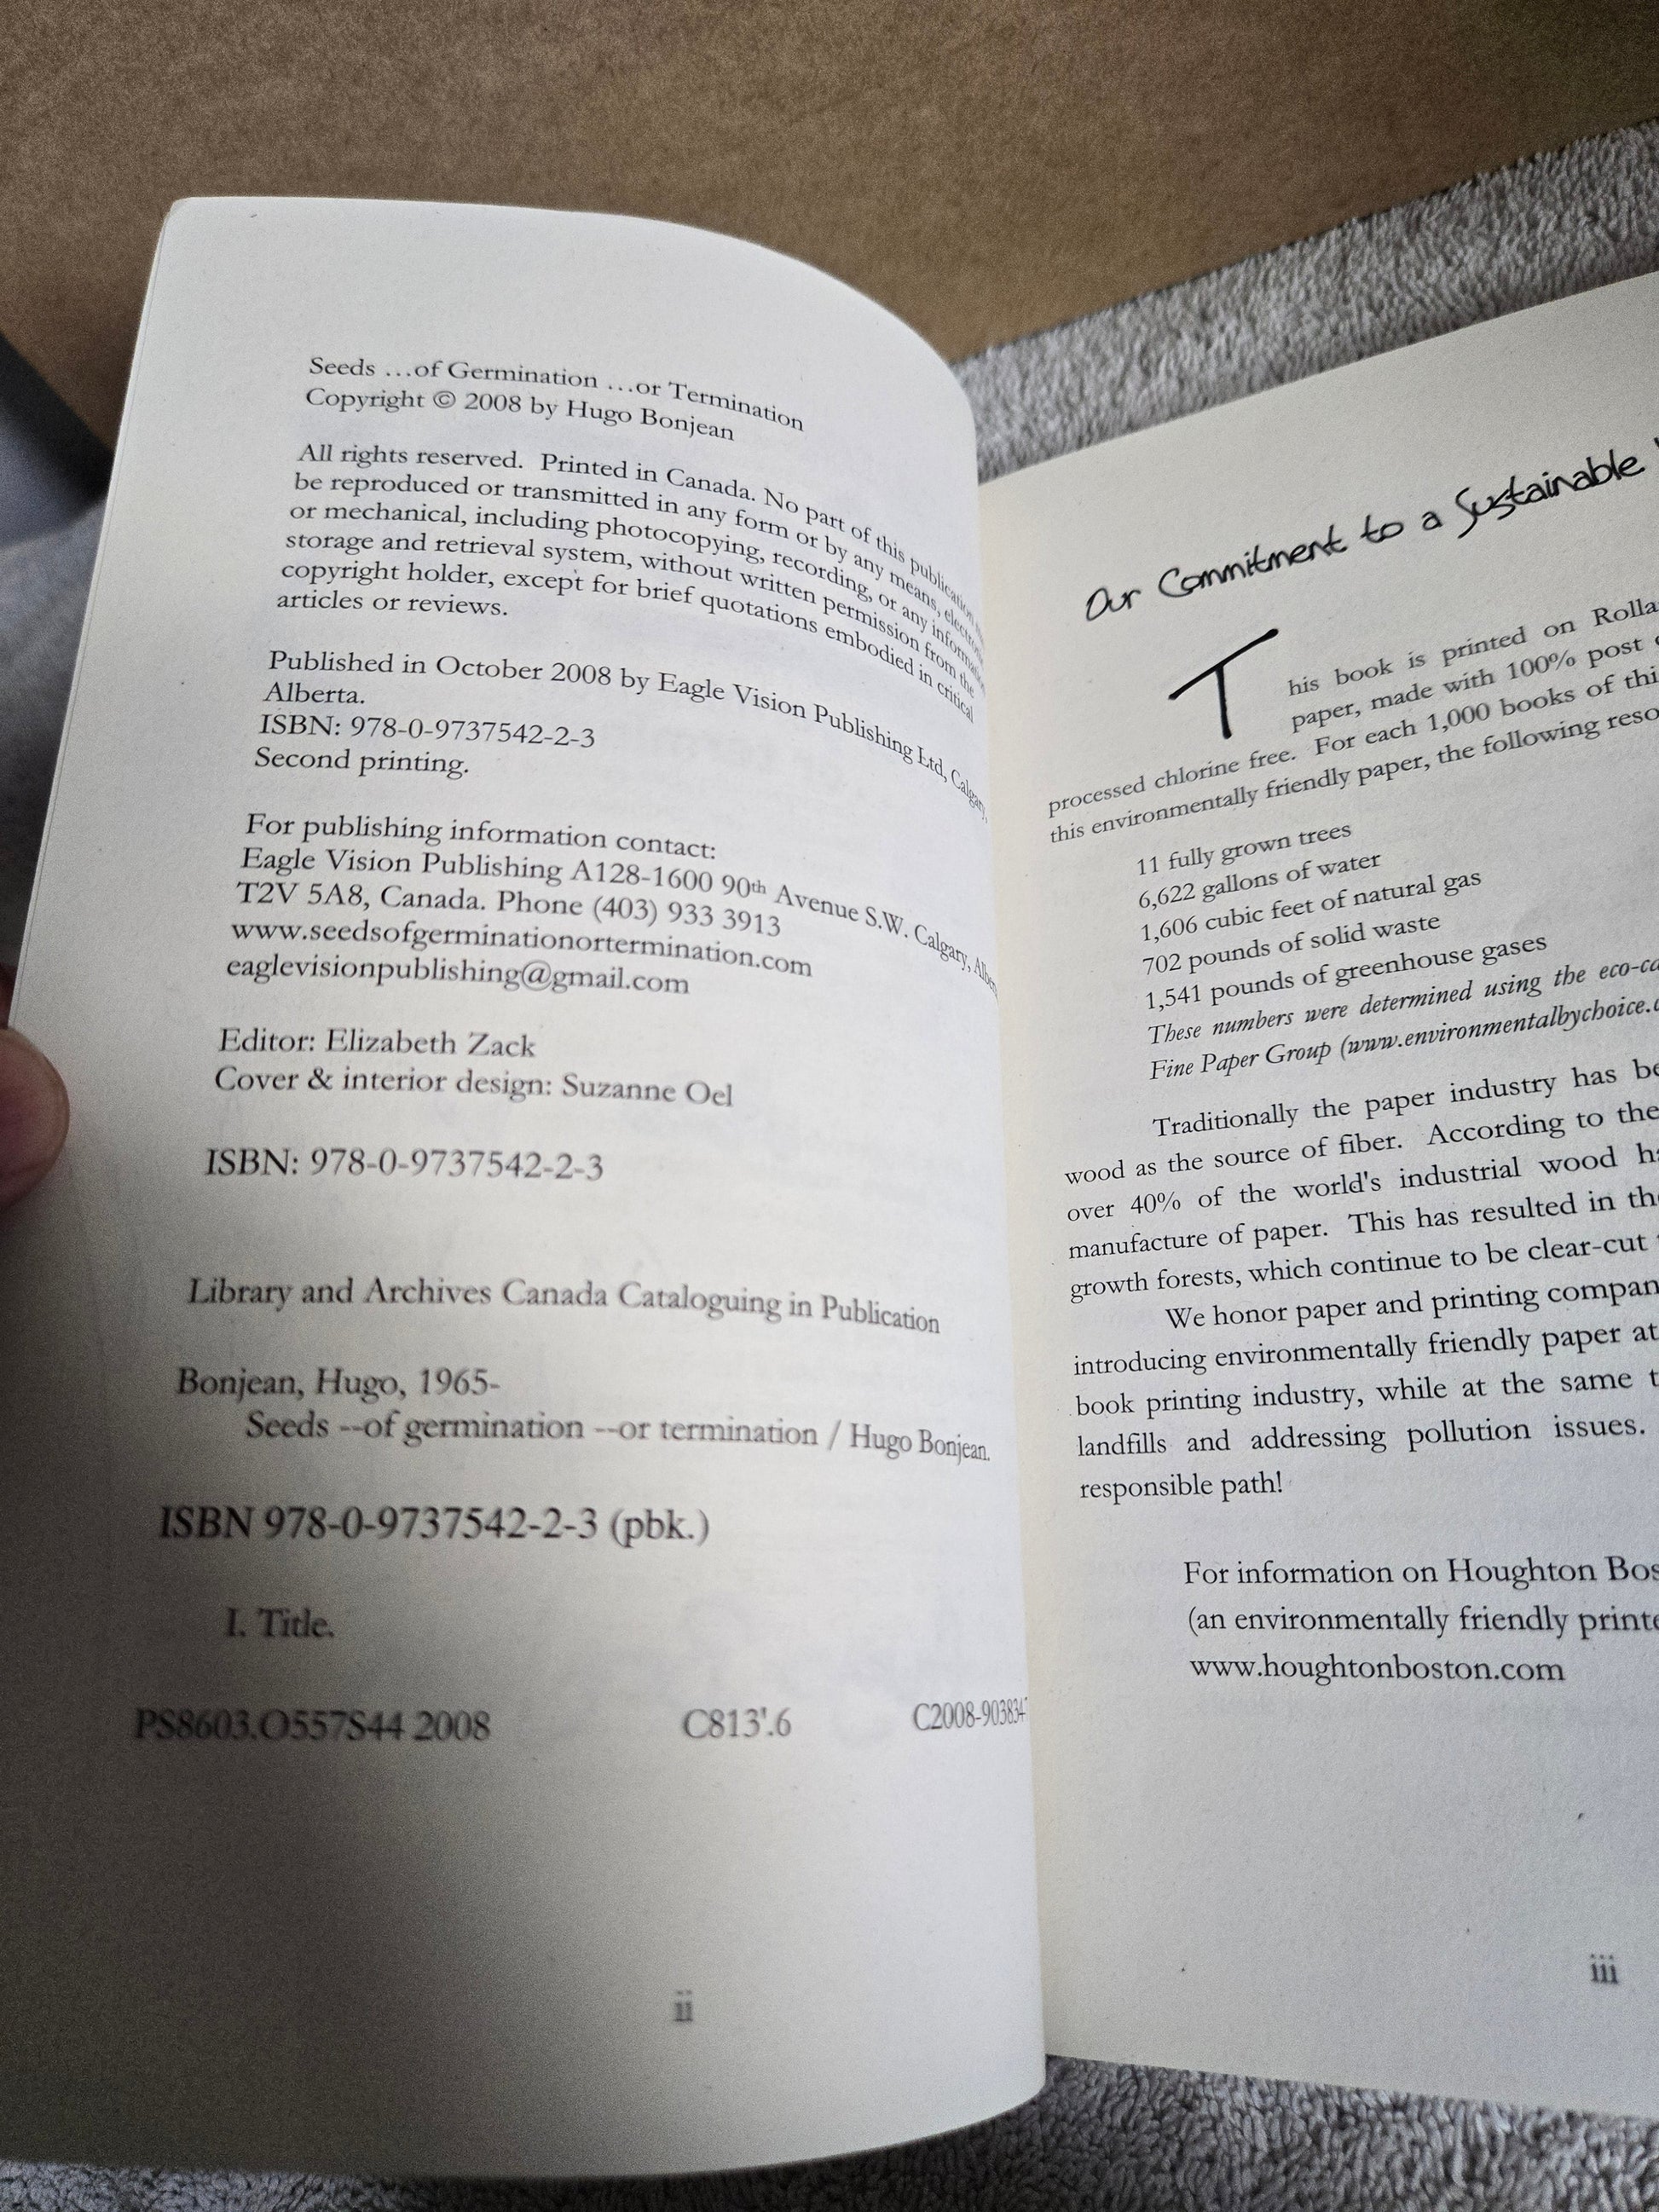 Seeds ...of Germination ...or Termination
Copyright © 2008 by Hugo Bonjean
All rights reserved. Printed in Canada. No part of this publication
be reproduced or transmitted in any form or by any means, electronic
or mechanical, including photocopying, recording, or any information
storage and retrieval system, without written permission from the
copyright holder, except for brief quotations embodied in critical
articles or reviews.
Published in October 2008 by Eagle Vision Publishing Ltd, Calgary,
Alberta.
ISBN: 978-0-9737542-2-3
Second printing.
For publishing information contact:
Eagle Vision Publishing A128-1600 90th Avenue S.W. Calgary,
T2V 5A8, Canada. Phone (403) 933 3913
www.seedsofgerminationortermination.com
eaglevisionpublishing@gmail.com
Editor: Elizabeth Zack
Cover & interior design: Suzanne Oel
ISBN: 978-0-9737542-2-3
Library and Archives Canada Cataloguing in Publication
Bonjean, Hugo, 1965-
Seeds --of germination --or termination / Hugo Bonjean.
ISBN 978-0-9737542-2-3 (pbk.)
I. Title.
PS8603.O557S44 2008 C813'.6
ii
Our Commitment to a Sustainable
This book is printed on
paper, made with 100% post
processed chlorine free. For each 1,000 books of
this environmentally friendly paper, the following
11 fully grown trees
6,622 gallons of water
1,606 cubic feet of natural gas
702 pounds of solid waste
1,541 pounds of greenhouse gases
These numbers were determined using the
Fine Paper Group (www.environmentalbychoice.
Traditionally the paper industry has
wood as the source of fiber. According to the
over 40% of the world's industrial wood
manufacture of paper. This has resulted in
growth forests, which continue to be clear-cut
We honor paper and printing
introducing environmentally friendly paper at
book printing industry, while at the same
landfills and addressing pollution issues.
responsible path!
For information on Houghton
(an environmentally friendly
www.houghtonboston.com
iii